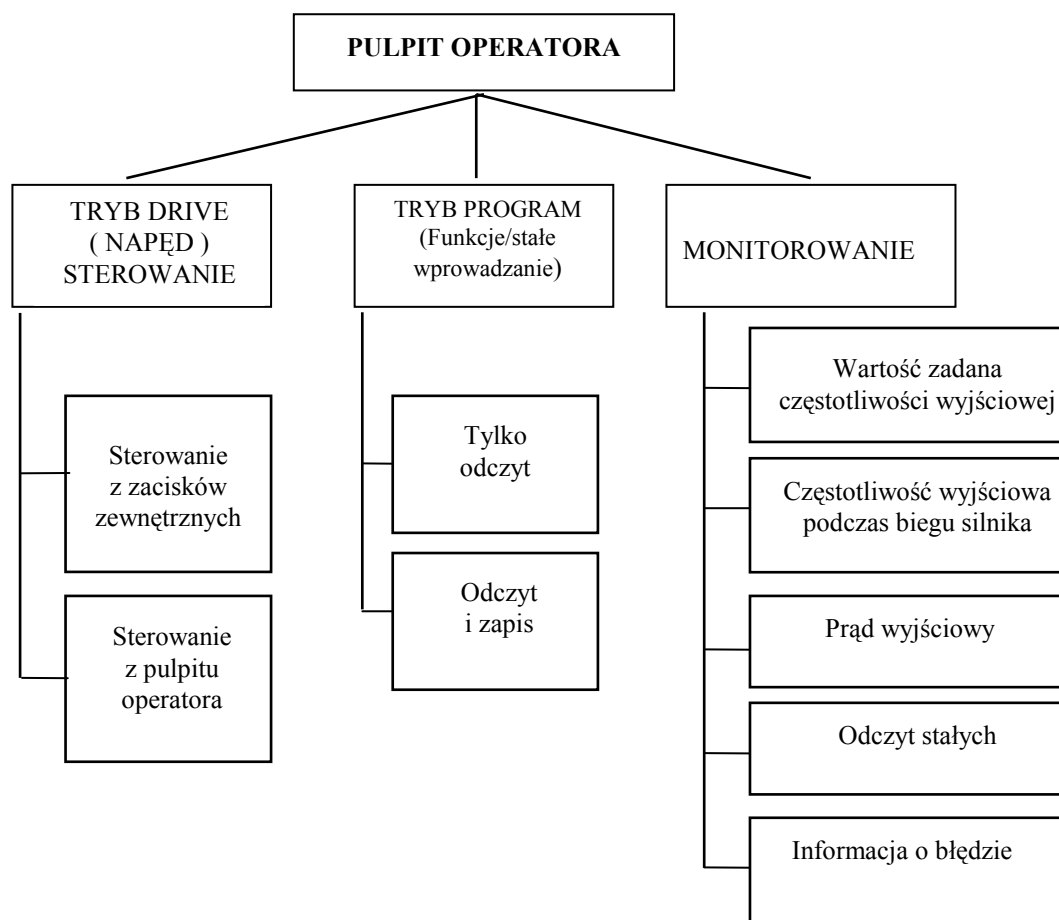 PULPIT OPERATORA
TRYB DRIVE
( NAPĘD )
STEROWANIE
Sterowanie
z zacisków
zewnętrznych
Sterowanie
z pulpitu
operatora
TRYB PROGRAM
(Funkcje/stałe
wprowadzanie)
Tylko
odczyt
Odczyt
i zapis
MONITOROWANIE
Wartość zadana
częstotliwości wyjściowej
Częstotliwość wyjściowa
podczas biegu silnika
Prąd wyjściowy
Odczyt stałych
Informacja o błędzie